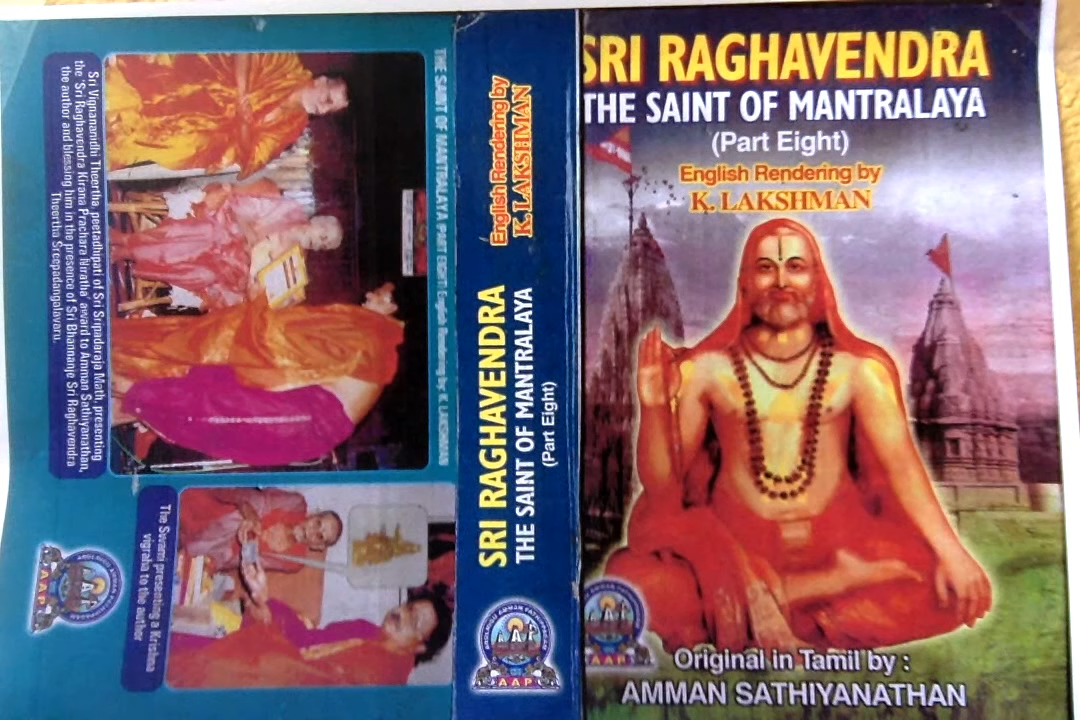 SRI RAGHAVENDRA
THE SAINT OF MANTRALAYA
(Part Eight)
English Rendering by
K. LAKSHMAN
Original in Tamil by :
AMMAN SATHIYANATHAN
English Rendering by
K. LAKSHMAN
SRI RAGHAVENDRA
THE SAINT OF MANTRALAYA
(Part Eight)
AAP
THE SAINT OF MANTRALAYA PART EIGHT/ English Rendering by: K. LAKSHMAN
Sri Vignanamidhi Theertha, peetadhipati of Sri Sripadaraja Math, presenting
the 'Sri Raghavendra Kirana Prachara Niratha' award to Amman Sathiyanathan,
the author and blessing him in the presence of Sri Bhannanje Sri Raghavendra
Theertha Sreepadangalavaru.
The Swami presenting a Krishna
vigraha to the author
AAP